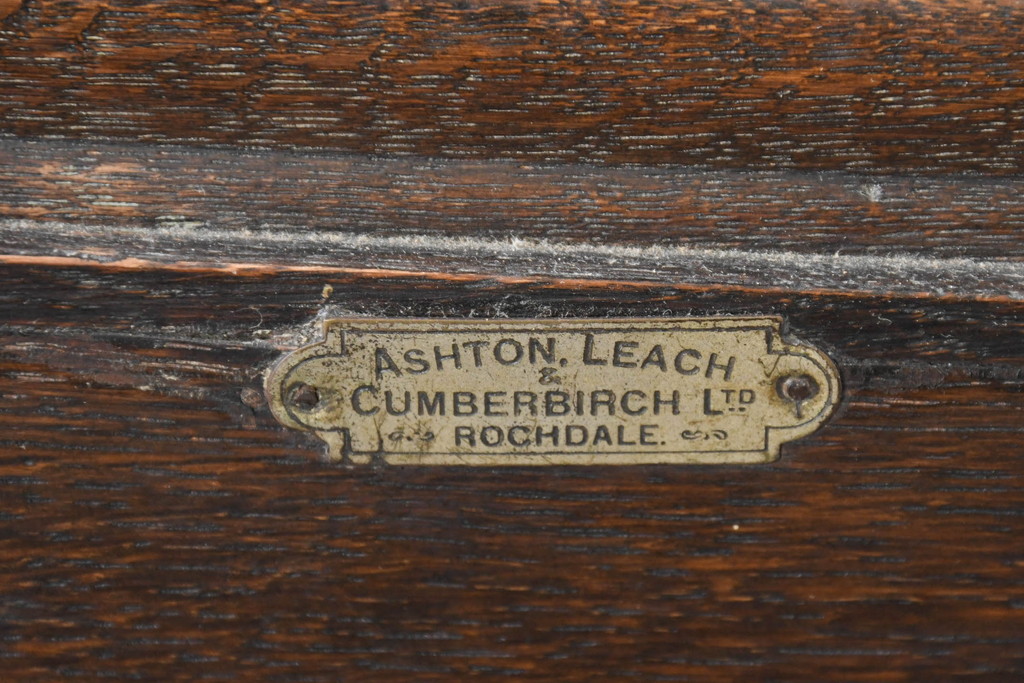 ASHTON, LEACH
&
CUMBERBIRCH LTD
ROCHDALE.